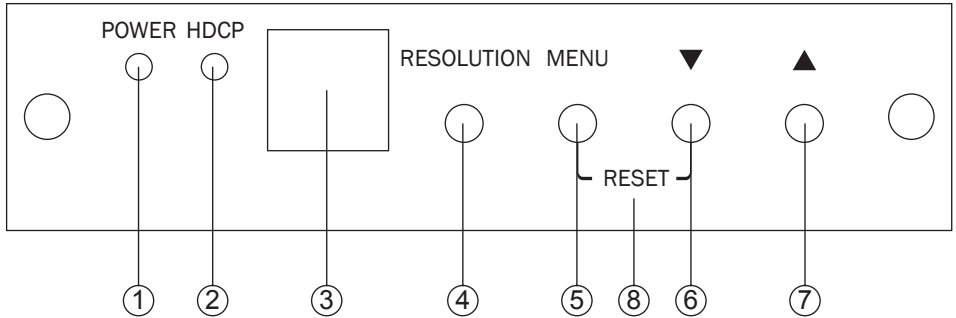 POWER HDCP
RESOLUTION MENU ▼ ▲
RESET
① ② ③ ④ ⑤ ⑧ ⑥ ⑦